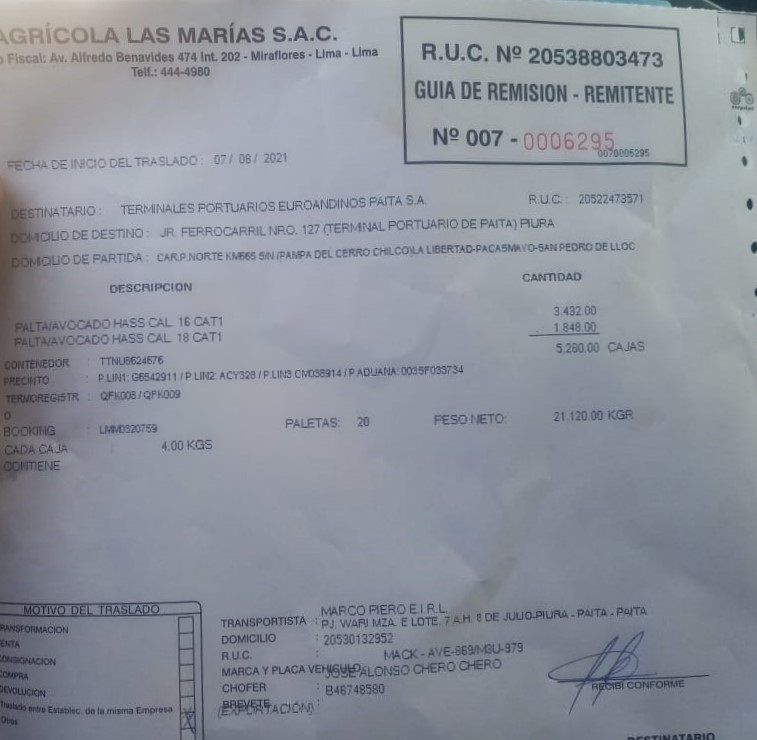 AGRÍCOLA LAS MARÍAS S.A.C.
o Fiscal: Av. Alfredo Benavides 474 Int. 202 - Miraflores - Lima - Lima
Telf.: 444-4980
R.U.C. Nº 20538803473
GUIA DE REMISION - REMITENTE
Nº 007 - 0006295
0070006295
FECHA DE INICIO DEL TRASLADO : 07/ 08/ 2021
DESTINATARIO : TERMINALES PORTUARIOS EUROANDINOS PAITA S.A. R.U.C.: 20522473571
DOMICILIO DE DESTINO : JR. FERROCARRIL NRO. 127 (TERMINAL PORTUARIO DE PAITA) PIURA
DOMICILIO DE PARTIDA : CAR.P.NORTE KM665 S/N (PAMPA DEL CERRO CHILCO)LA LIBERTAD-PACASMAYO-SAN PEDRO DE LLOC
DESCRIPCION CANTIDAD
PALTA/AVOCADO HASS CAL. 16 CAT1 3.432.00
PALTA/AVOCADO HASS CAL. 18 CAT1 1.848.00
5,280.00 CAJAS
CONTENEDOR : TTNU8624676
PRECINTO : P.LIN1: G6542911 / P.LIN2: ACY328 / P.LIN3 CM038914 / P.ADUANA: 0035F033734
TERMOREGISTR : QFK008 / QFK009
O
BOOKING : LMM0320759 PALETAS: 20 PESO NETO: 21,120.00 KGR
CADA CAJA 4.00 KGS
CONTIENE
MOTIVO DEL TRASLADO
RANSFORMACION
ENTA
CONSIGNACION
COMPRA
DEVOLUCION
Traslado entre Establec. de la misma Empresa
Otros
TRANSPORTISTA : MARCO PIERO E.I.R.L
DOMICILIO : PJ. WARI MZA. E LOTE. 7 A.H. 8 DE JULIO-PIURA - PAITA - PAITA
R.U.C. : 20530132952
MARCA Y PLACA VEHICULO MACK - AVE-869/M3U-979
CHOFER : JOSE ALONSO CHERO CHERO
BREVETE : B46748580
(EXPORTACIÓN)
RECIBI CONFORME
DESTINATARIO